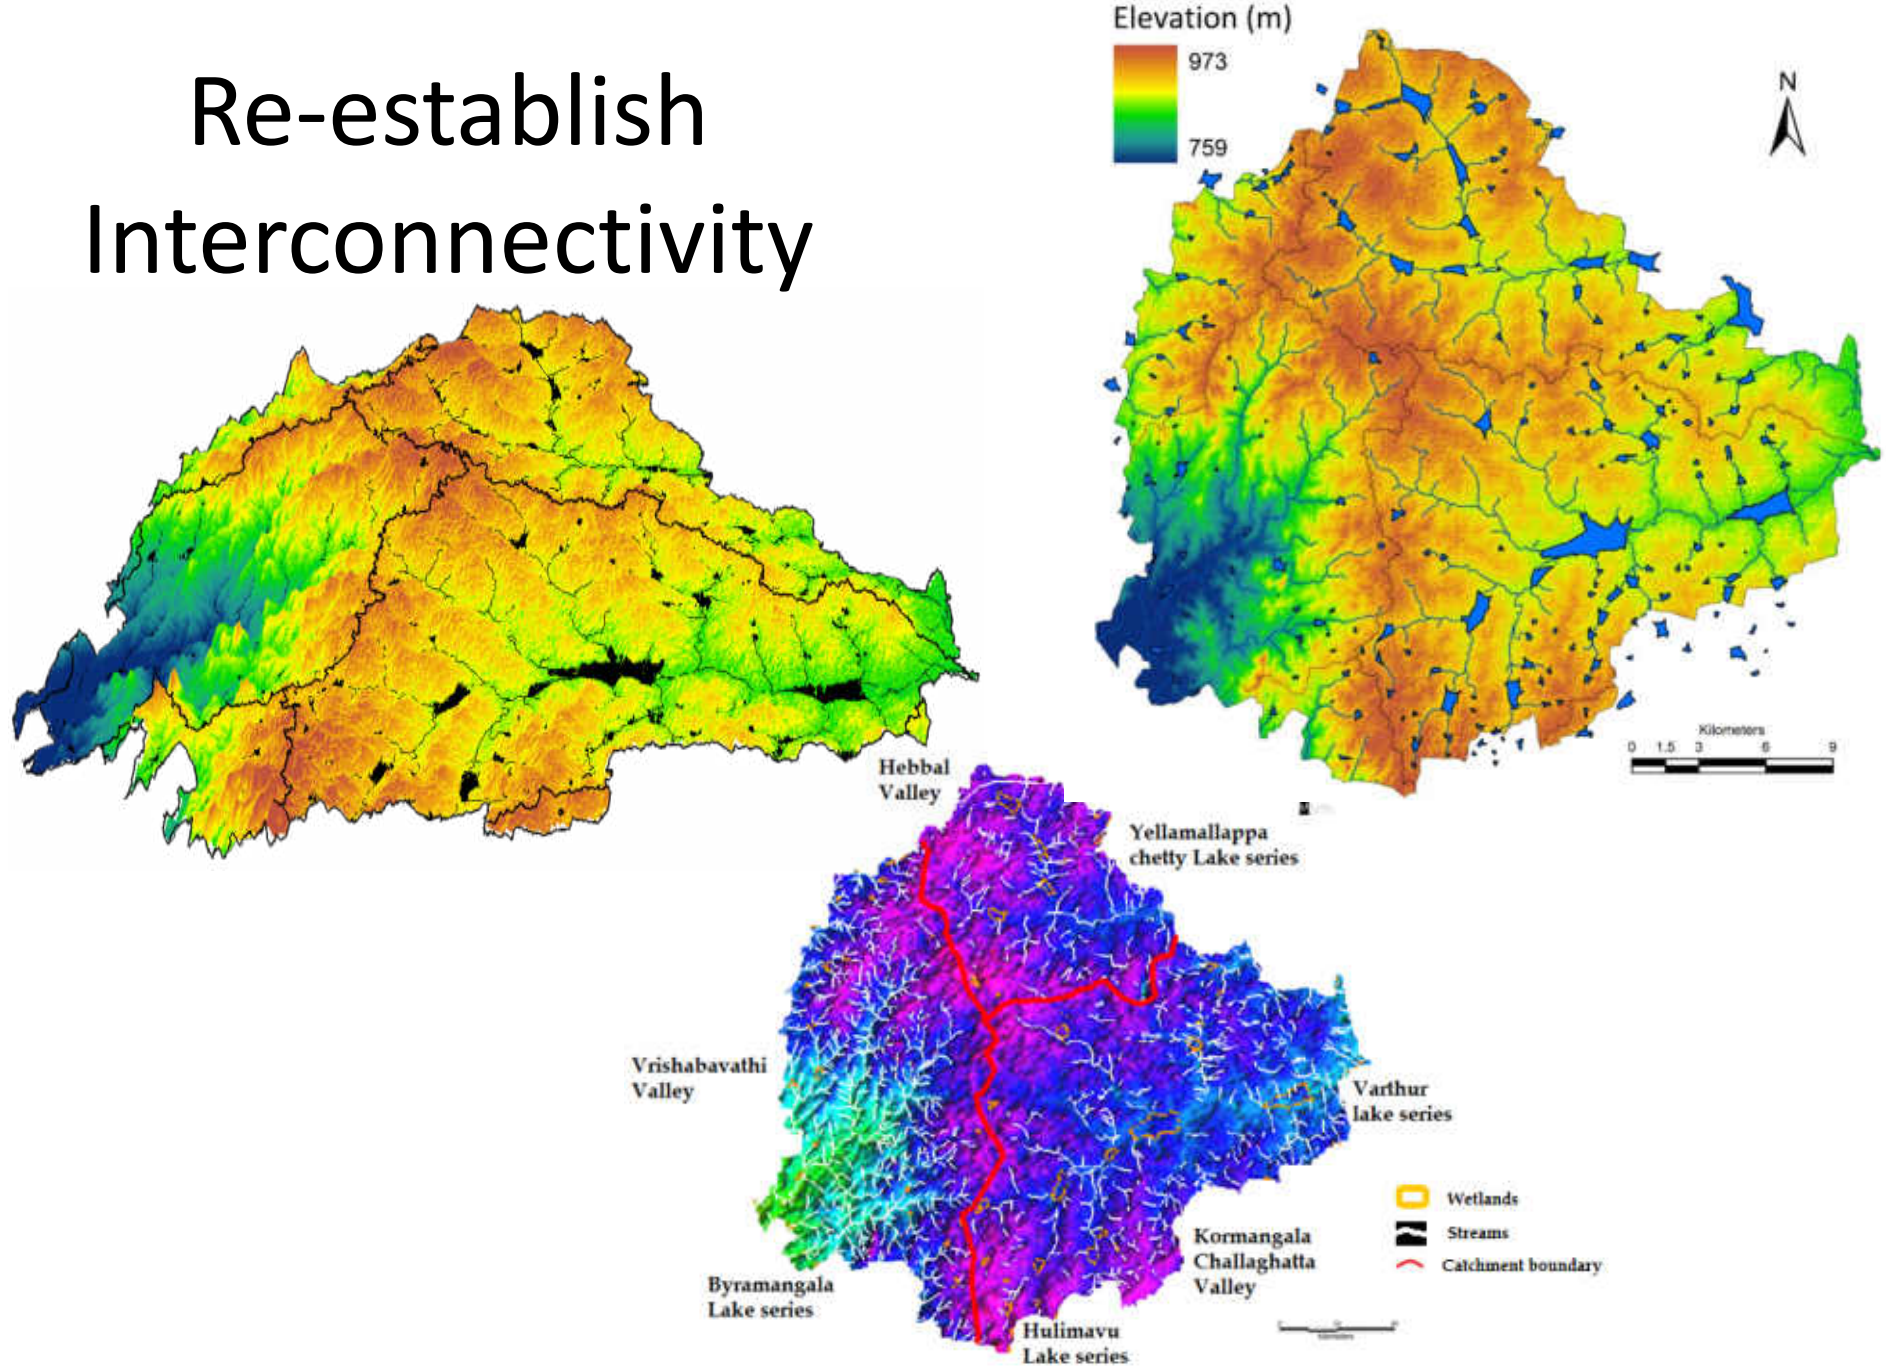 Re-establish
Interconnectivity
Elevation (m)
973
759
N
Kilometers
0 1.5 3 6 9
Hebbal
Valley
Yellamallappa
chetty Lake series
Vrishabavathi
Valley
Varthur
lake series
Wetlands
Streams
Catchment boundary
Kormangala
Challaghatta
Valley
Byramangala
Lake series
Hulimavu
Lake series